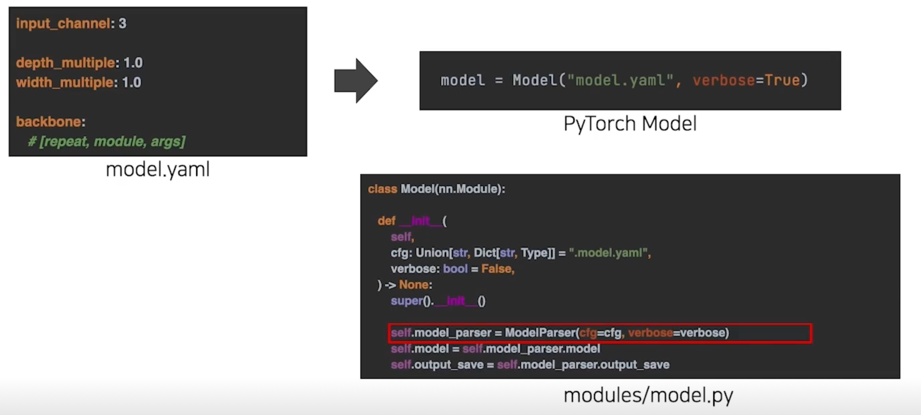 input_channel: 3
depth_multiple: 1.0
width_multiple: 1.0
backbone:
# [repeat, module, args]
model.yaml
model = Model("model.yaml", verbose=True)
PyTorch Model
class Model(nn.Module):
def __init__(
self,
cfg: Union[str, Dict[str, Type]] = ".model.yaml",
verbose: bool = False,
) -> None:
super().__init__()
self.model_parser = ModelParser(cfg=cfg, verbose=verbose)
self.model = self.model_parser.model
self.output_save = self.model_parser.output_save
modules/model.py